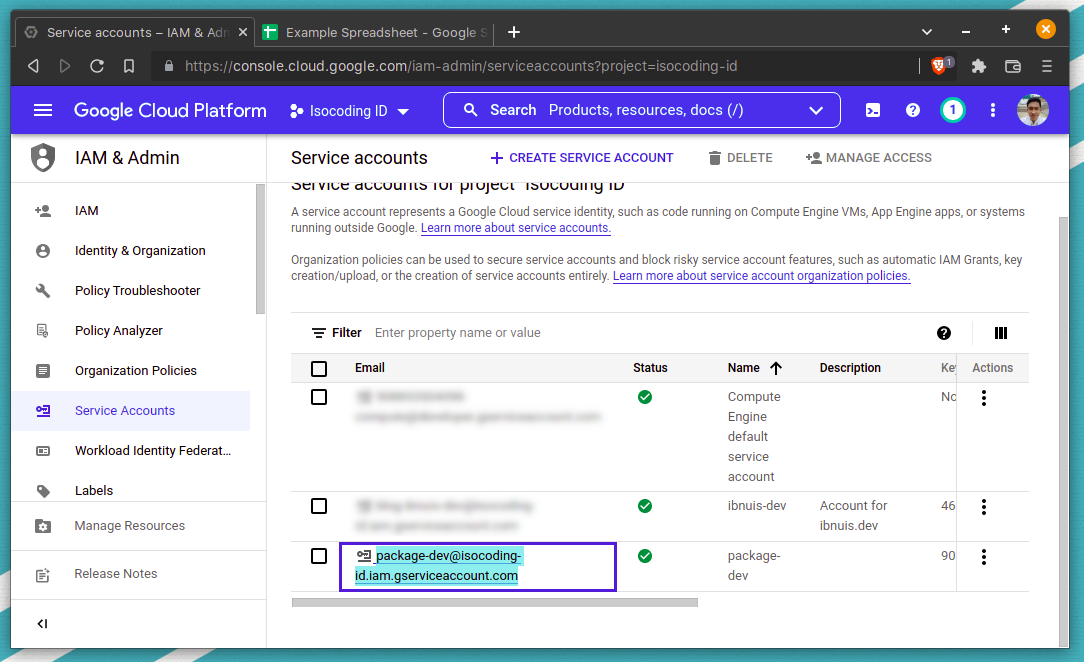 Service accounts – IAM & Adm
Example Spreadsheet - Google S
https://console.cloud.google.com/iam-admin/serviceaccounts?project=isocoding-id
1
Google Cloud Platform
Isocoding ID
Search Products, resources, docs (/)
1
IAM & Admin
Service accounts
CREATE SERVICE ACCOUNT
DELETE
MANAGE ACCESS
IAM
Identity & Organization
Policy Troubleshooter
Policy Analyzer
Organization Policies
Service Accounts
Workload Identity Federat...
Labels
Manage Resources
Release Notes
Service accounts for project "Isocoding ID"
A service account represents a Google Cloud service identity, such as code running on Compute Engine VMs, App Engine apps, or systems
running outside Google. Learn more about service accounts.
Organization policies can be used to secure service accounts and block risky service account features, such as automatic IAM Grants, key
creation/upload, or the creation of service accounts entirely. Learn more about service account organization policies.
Filter Enter property name or value
Email Status Name Description Key Actions
Compute
Engine
default
service
account
No
ibnuis-dev
Account for
ibnuis.dev
46
package-dev@isocoding-
id.iam.gserviceaccount.com
package-
dev
90